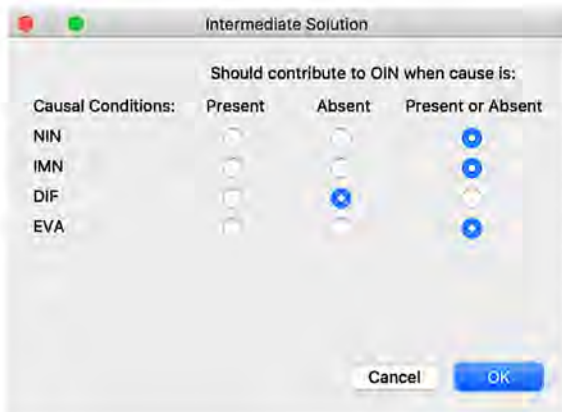 Intermediate Solution
Should contribute to OIN when cause is:
Causal Conditions: Present Absent Present or Absent
NIN
IMN
DIF
EVA
Cancel OK